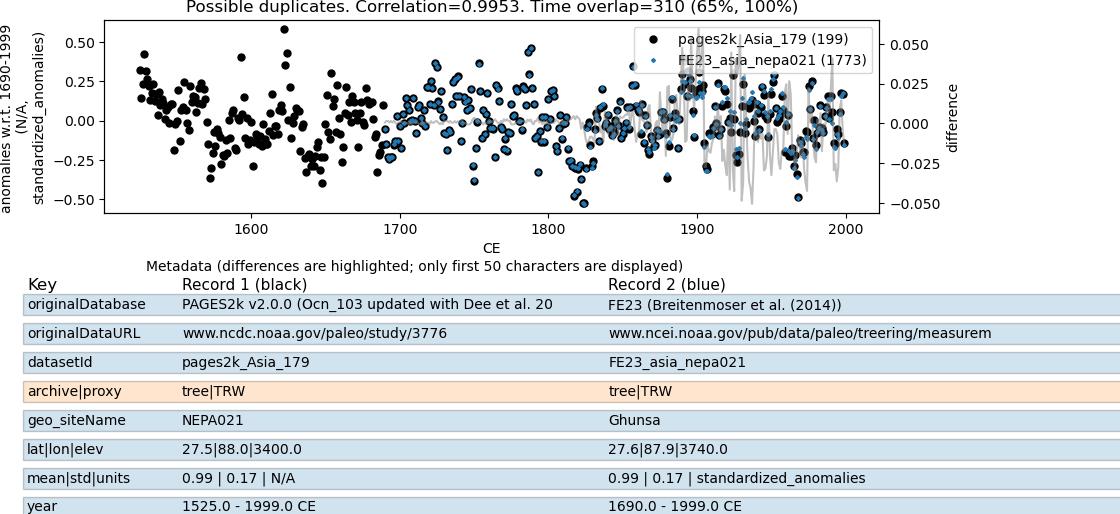 Possible duplicates. Correlation=0.9953. Time overlap=310 (65%, 100%)
anomalies w.r.t. 1690-1999
(N/A,
standardized_anomalies)
0.50
0.25
0.00
−0.25
−0.50
pages2k_Asia_179 (199)
FE23_asia_nepa021 (1773)
0.050
0.025
0.000
−0.025
−0.050
difference
1600 1700 1800 1900 2000
CE
Metadata (differences are highlighted; only first 50 characters are displayed)
Key Record 1 (black) Record 2 (blue)
originalDatabase PAGES2k v2.0.0 (Ocn_103 updated with Dee et al. 20 FE23 (Breitenmoser et al. (2014))
originalDataURL www.ncdc.noaa.gov/paleo/study/3776 www.ncei.noaa.gov/pub/data/paleo/treering/measurem
datasetId pages2k_Asia_179 FE23_asia_nepa021
archive|proxy tree|TRW tree|TRW
geo_siteName NEPA021 Ghunsa
lat|lon|elev 27.5|88.0|3400.0 27.6|87.9|3740.0
mean|std|units 0.99 | 0.17 | N/A 0.99 | 0.17 | standardized_anomalies
year 1525.0 - 1999.0 CE 1690.0 - 1999.0 CE